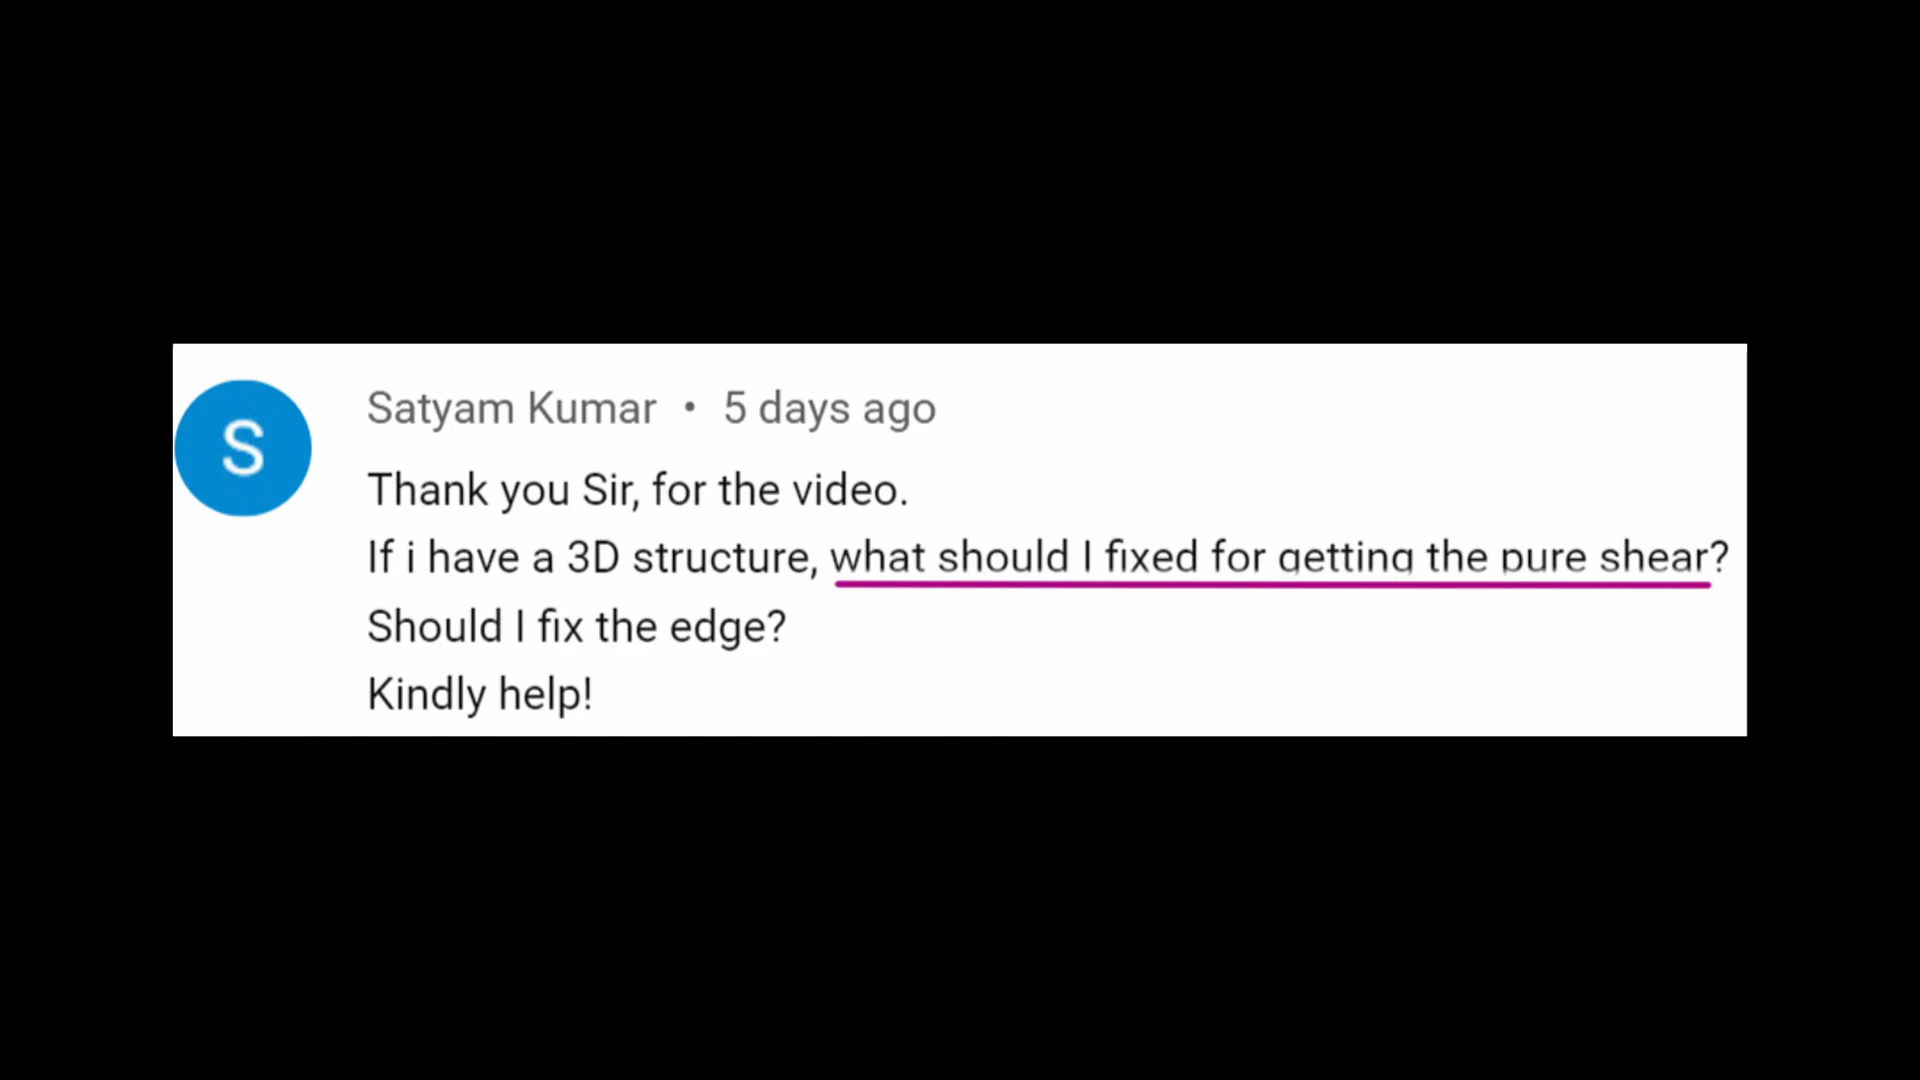 S
Satyam Kumar • 5 days ago
Thank you Sir, for the video.
If i have a 3D structure, what should I fixed for getting the pure shear?
Should I fix the edge?
Kindly help!